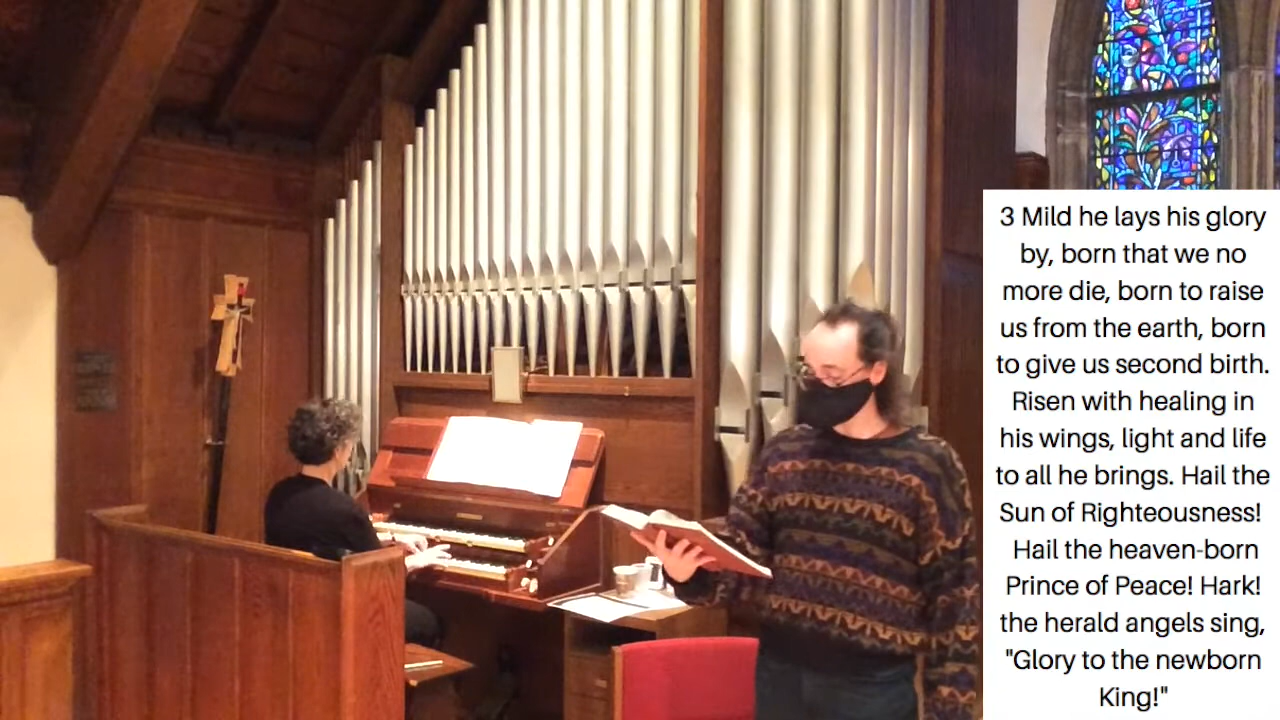 3 Mild he lays his glory
by, born that we no
more die, born to raise
us from the earth, born
to give us second birth.
Risen with healing in
his wings, light and life
to all he brings. Hail the
Sun of Righteousness!
Hail the heaven-born
Prince of Peace! Hark!
the herald angels sing,
"Glory to the newborn
King!"